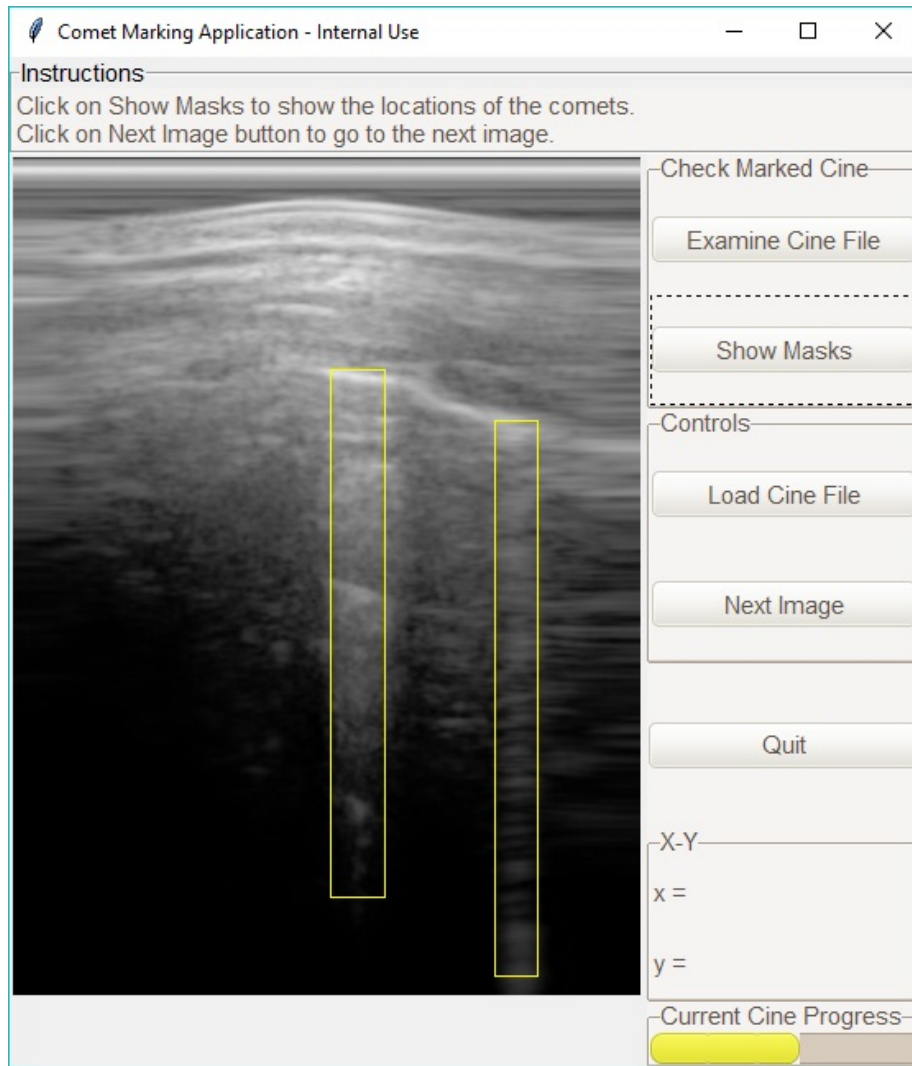 Comet Marking Application - Internal Use
Instructions
Click on Show Masks to show the locations of the comets.
Click on Next Image button to go to the next image.
Check Marked Cine
Examine Cine File
Show Masks
Controls
Load Cine File
Next Image
Quit
X-Y
x =
y =
Current Cine Progress